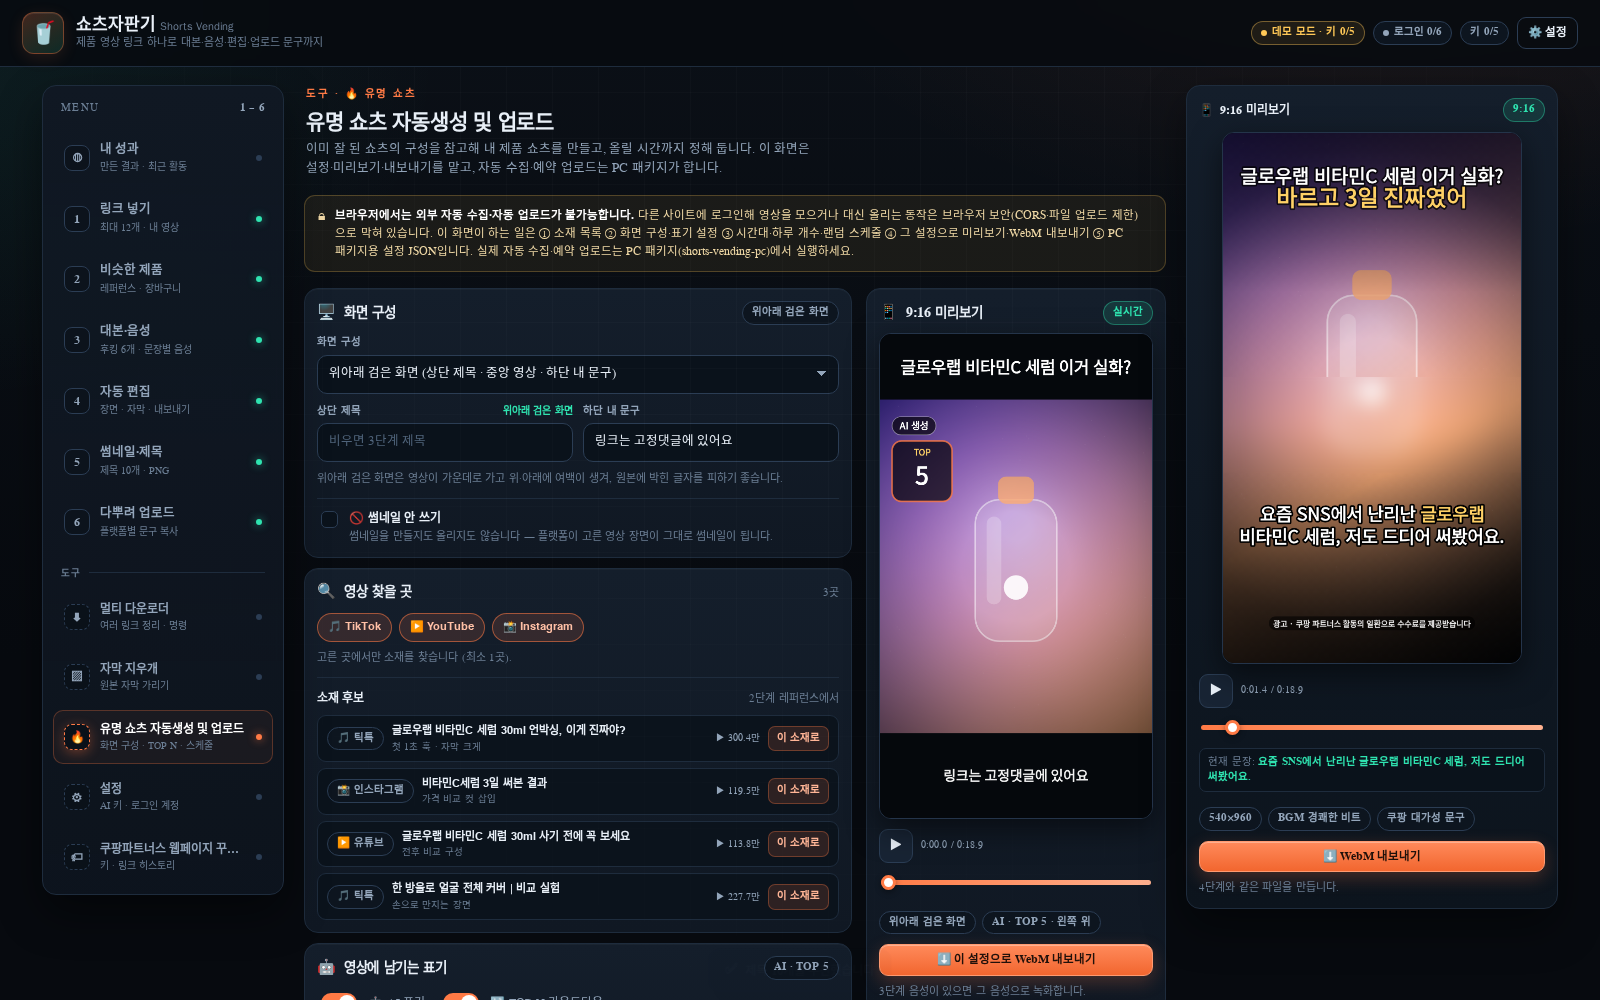 쇼츠자판기 Shorts Vending
제품 영상 링크 하나로 대본·음성·편집·업로드 문구까지
데모 모드 · 키 0/5
로그인 0/6
키 0/5
설정
MENU
1 – 6
내 성과
만든 결과 · 최근 활동
1
링크 넣기
최대 12개 · 내 영상
2
비슷한 제품
레퍼런스 · 장바구니
3
대본·음성
후킹 6개 · 문장별 음성
4
자동 편집
장면 · 자막 · 내보내기
5
썸네일·제목
제목 10개 · PNG
6
다뿌려 업로드
플랫폼별 문구 복사
도구
멀티 다운로더
여러 링크 정리 · 명령
자막 지우개
원본 자막 가리기
유명 쇼츠 자동생성 및 업로드
화면 구성 · TOP N · 스케줄
설정
AI 키 · 로그인 계정
쿠팡파트너스 웹페이지 꾸…
키 · 링크 히스토리
도구 · 🔥 유명 쇼츠
유명 쇼츠 자동생성 및 업로드
이미 잘 된 쇼츠의 구성을 참고해 내 제품 쇼츠를 만들고, 올릴 시간까지 정해 둡니다. 이 화면은
설정·미리보기·내보내기를 맡고, 자동 수집·예약 업로드는 PC 패키지가 합니다.
브라우저에서는 외부 자동 수집·자동 업로드가 불가능합니다. 다른 사이트에 로그인해 영상을 모으거나 대신 올리는 동작은 브라우저 보안(CORS·파일 업로드 제한)
으로 막혀 있습니다. 이 화면이 하는 일은 ① 소재 목록 ② 화면 구성·표기 설정 ③ 시간대·하루 개수·랜덤 스케줄 ④ 그 설정으로 미리보기·WebM 내보내기 ⑤ PC
패키지용 설정 JSON입니다. 실제 자동 수집·예약 업로드는 PC 패키지(shorts-vending-pc)에서 실행하세요.
화면 구성
위아래 검은 화면
화면 구성
위아래 검은 화면 (상단 제목 · 중앙 영상 · 하단 내 문구)
상단 제목
위아래 검은 화면
하단 내 문구
비우면 3단계 제목
링크는 고정댓글에 있어요
위아래 검은 화면은 영상이 가운데로 가고 위·아래에 여백이 생겨, 원본에 박힌 글자를 피하기 좋습니다.
🚫 썸네일 안 쓰기
썸네일을 만들지도 올리지도 않습니다 — 플랫폼이 고른 영상 장면이 그대로 썸네일이 됩니다.
영상 찾을 곳
3곳
TikTok
YouTube
Instagram
고른 곳에서만 소재를 찾습니다 (최소 1곳).
소재 후보
2단계 레퍼런스에서
틱톡
글로우랩 비타민C 세럼 30ml 언박싱, 이게 진짜야?
첫 1초 훅 · 자막 크게
▶ 300.4만
이 소재로
인스타그램
비타민C세럼 3일 써본 결과
가격 비교 컷 삽입
▶ 119.5만
이 소재로
유튜브
글로우랩 비타민C 세럼 30ml 사기 전에 꼭 보세요
전후 비교 구성
▶ 113.8만
이 소재로
틱톡
한 방울로 얼굴 전체 커버 | 비교 실험
손으로 만지는 장면
▶ 227.7만
이 소재로
영상에 남기는 표기
AI · TOP 5
9:16 미리보기
실시간
글로우랩 비타민C 세럼 이거 실화?
AI 생성
TOP
5
링크는 고정댓글에 있어요
0:00.0 / 0:18.9
위아래 검은 화면
AI · TOP 5 · 왼쪽 위
이 설정으로 WebM 내보내기
3단계 음성이 있으면 그 음성으로 녹화합니다.
9:16 미리보기
9:16
글로우랩 비타민C 세럼 이거 실화?
바르고 3일 진짜였어
요즘 SNS에서 난리난 글로우랩
비타민C 세럼, 저도 드디어 써봤어요.
광고 · 쿠팡 파트너스 활동의 일환으로 수수료를 제공받습니다
0:01.4 / 0:18.9
현재 문장: 요즘 SNS에서 난리난 글로우랩 비타민C 세럼, 저도 드디어
써봤어요.
540×960
BGM 경쾌한 비트
쿠팡 대가성 문구
WebM 내보내기
4단계와 같은 파일을 만듭니다.